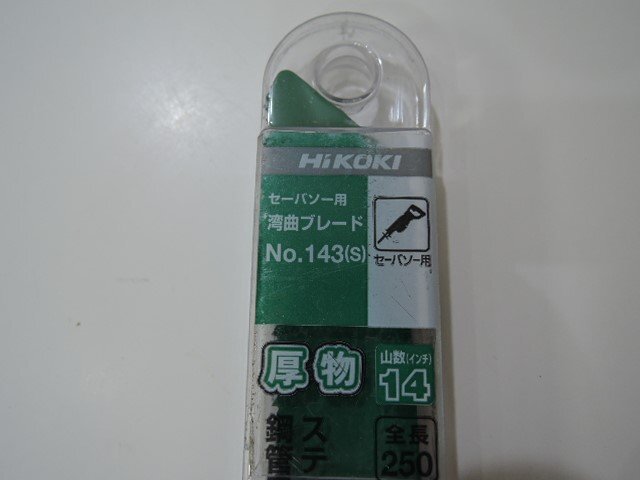 HiKOKI
セーバソー用
湾曲ブレード
No.143(S)
セーバソー用
厚物
山数(インチ)
14
鋼管
ステ
全長
250